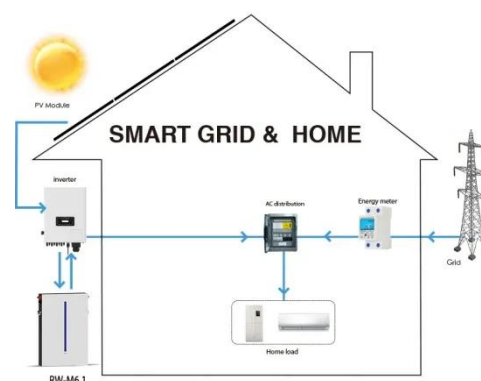 PV Module
SMART GRID & HOME
inverter
AC distribution
Energy meter
Grid
Home load
PW-M6.1